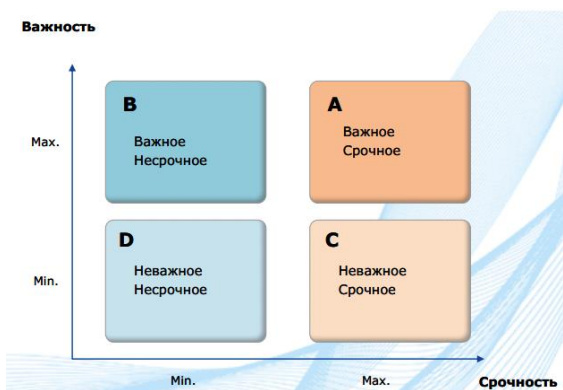 Важность
B
Важное
Несрочное
A
Важное
Срочное
Max.
D
Неважное
Несрочное
C
Неважное
Срочное
Min.
Min.
Max.
Срочность